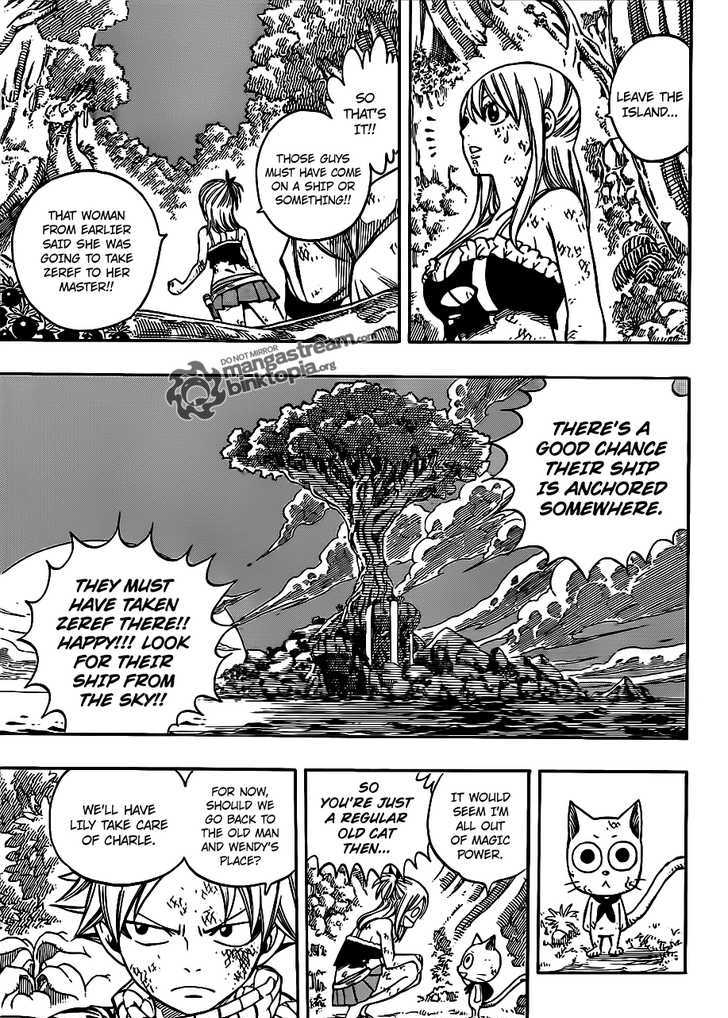 LEAVE THE
ISLAND...
SO
THAT'S
IT!!
THOSE GUYS
MUST HAVE
COME ON
A SHIP OR
SOMETHING!!
THAT WOMAN
FROM EARLIER
SAID SHE WAS
GOING TO TAKE
ZEREF TO HER
MASTER!!
DO NOT MIRROR
mangastream.com
binktopia.org
THERE'S A
GOOD CHANCE
THEIR SHIP
IS ANCHORED
SOMEWHERE.
THEY MUST
HAVE TAKEN
ZEREF THERE!!
HAPPY!!! LOOK
FOR THEIR
SHIP FROM
THE SKY!!
IT WOULD
SEEM I'M
ALL OUT
OF MAGIC
POWER.
SO
YOU'RE JUST
A REGULAR
OLD CAT
THEN...
FOR NOW,
SHOULD WE
GO BACK TO
THE OLD MAN
AND WENDY'S
PLACE?
WE'LL HAVE
LILY TAKE CARE
OF CHARLE.